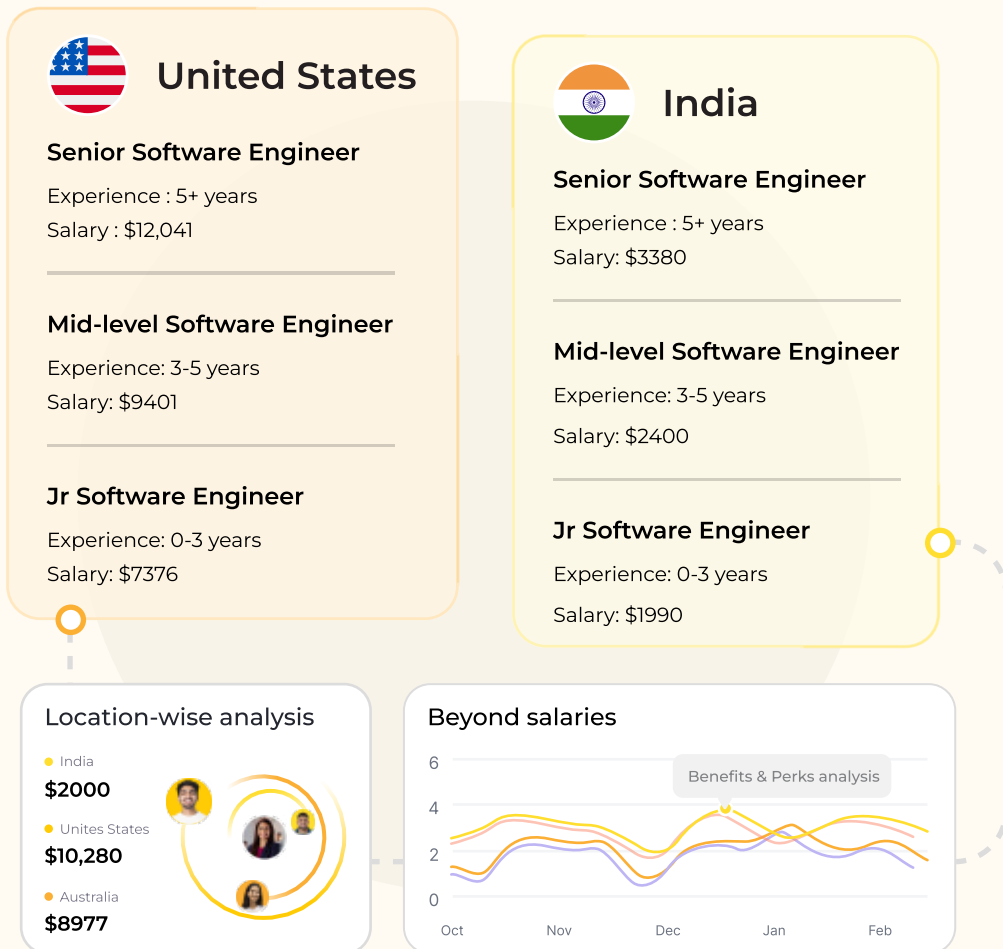 United States
Senior Software Engineer
Experience : 5+ years
Salary : $12,041
Mid-level Software Engineer
Experience: 3-5 years
Salary: $9401
Jr Software Engineer
Experience: 0-3 years
Salary: $7376
India
Senior Software Engineer
Experience : 5+ years
Salary: $3380
Mid-level Software Engineer
Experience: 3-5 years
Salary: $2400
Jr Software Engineer
Experience: 0-3 years
Salary: $1990
Location-wise analysis
India
$2000
Unites States
$10,280
Australia
$8977
Beyond salaries
Benefits & Perks analysis
6
4
2
0
Oct Nov Dec Jan Feb